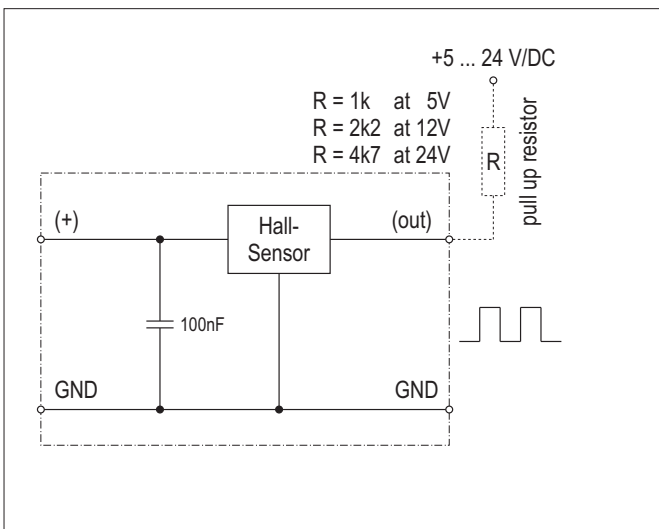 +5 ... 24 V/DC
R = 1k at 5V
R = 2k2 at 12V
R = 4k7 at 24V
R
pull up resistor
(+)
Hall-
Sensor
(out)
100nF
GND
GND